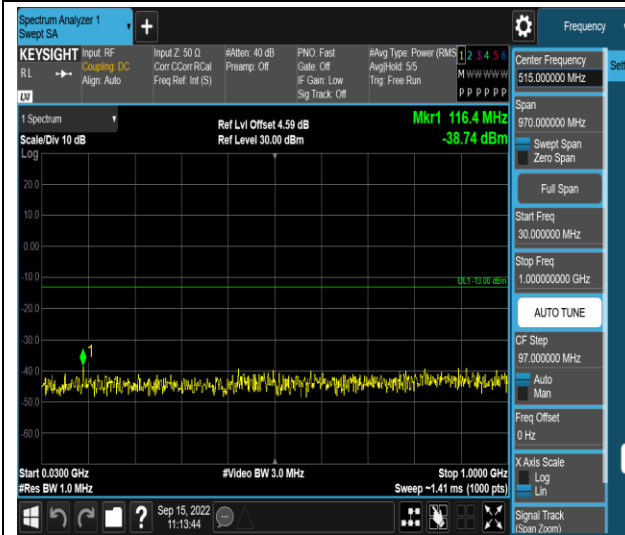 Spectrum Analyzer 1
Swept SA
+
Frequency
KEYSIGHT
RL
LXI
Input: RF
Coupling: DC
Align: Auto
Input Z: 50 Ω
Corr CCorr RCal
Freq Ref: Int (S)
#Atten: 40 dB
Preamp: Off
PNO: Fast
Gate: Off
IF Gain: Low
Sig Track: Off
#Avg Type: Power (RMS
Avg|Hold: 5/5
Trig: Free Run
1 2 3 4 5 6
M W W W W W
P P P P P P
1 Spectrum
Scale/Div 10 dB
Log
Ref Lvl Offset 4.59 dB
Ref Level 30.00 dBm
Mkr1 116.4 MHz
-38.74 dBm
20.0
10.0
0.00
-10.0
DL1 -13.00 dBm
-20.0
-30.0
1
-40.0
-50.0
-60.0
Start 0.0300 GHz
#Res BW 1.0 MHz
#Video BW 3.0 MHz
Stop 1.0000 GHz
Sweep ~1.41 ms (1000 pts)
?
Sep 15, 2022
11:13:44
Center Frequency
515.000000 MHz
Span
970.000000 MHz
Swept Span
Zero Span
Full Span
Start Freq
30.000000 MHz
Stop Freq
1.000000000 GHz
AUTO TUNE
CF Step
97.000000 MHz
Auto
Man
Freq Offset
0 Hz
X Axis Scale
Log
Lin
Signal Track
(Span Zoom)
Sett